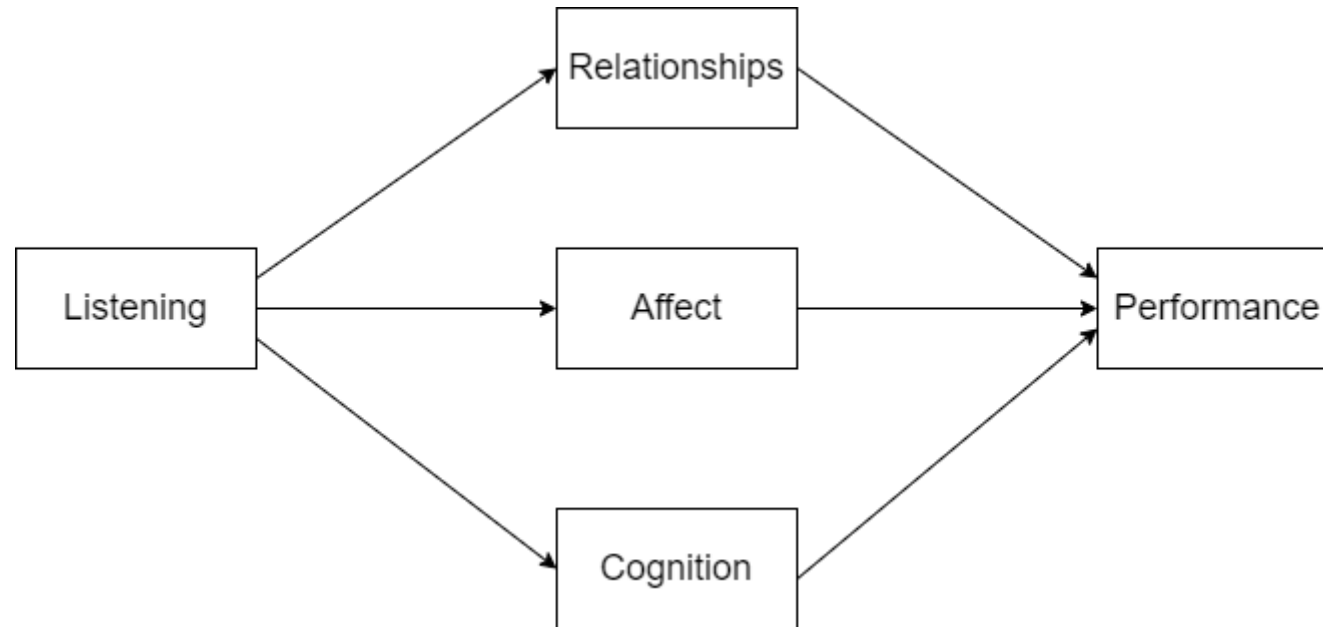 Relationships
Listening
Affect
Performance
Cognition